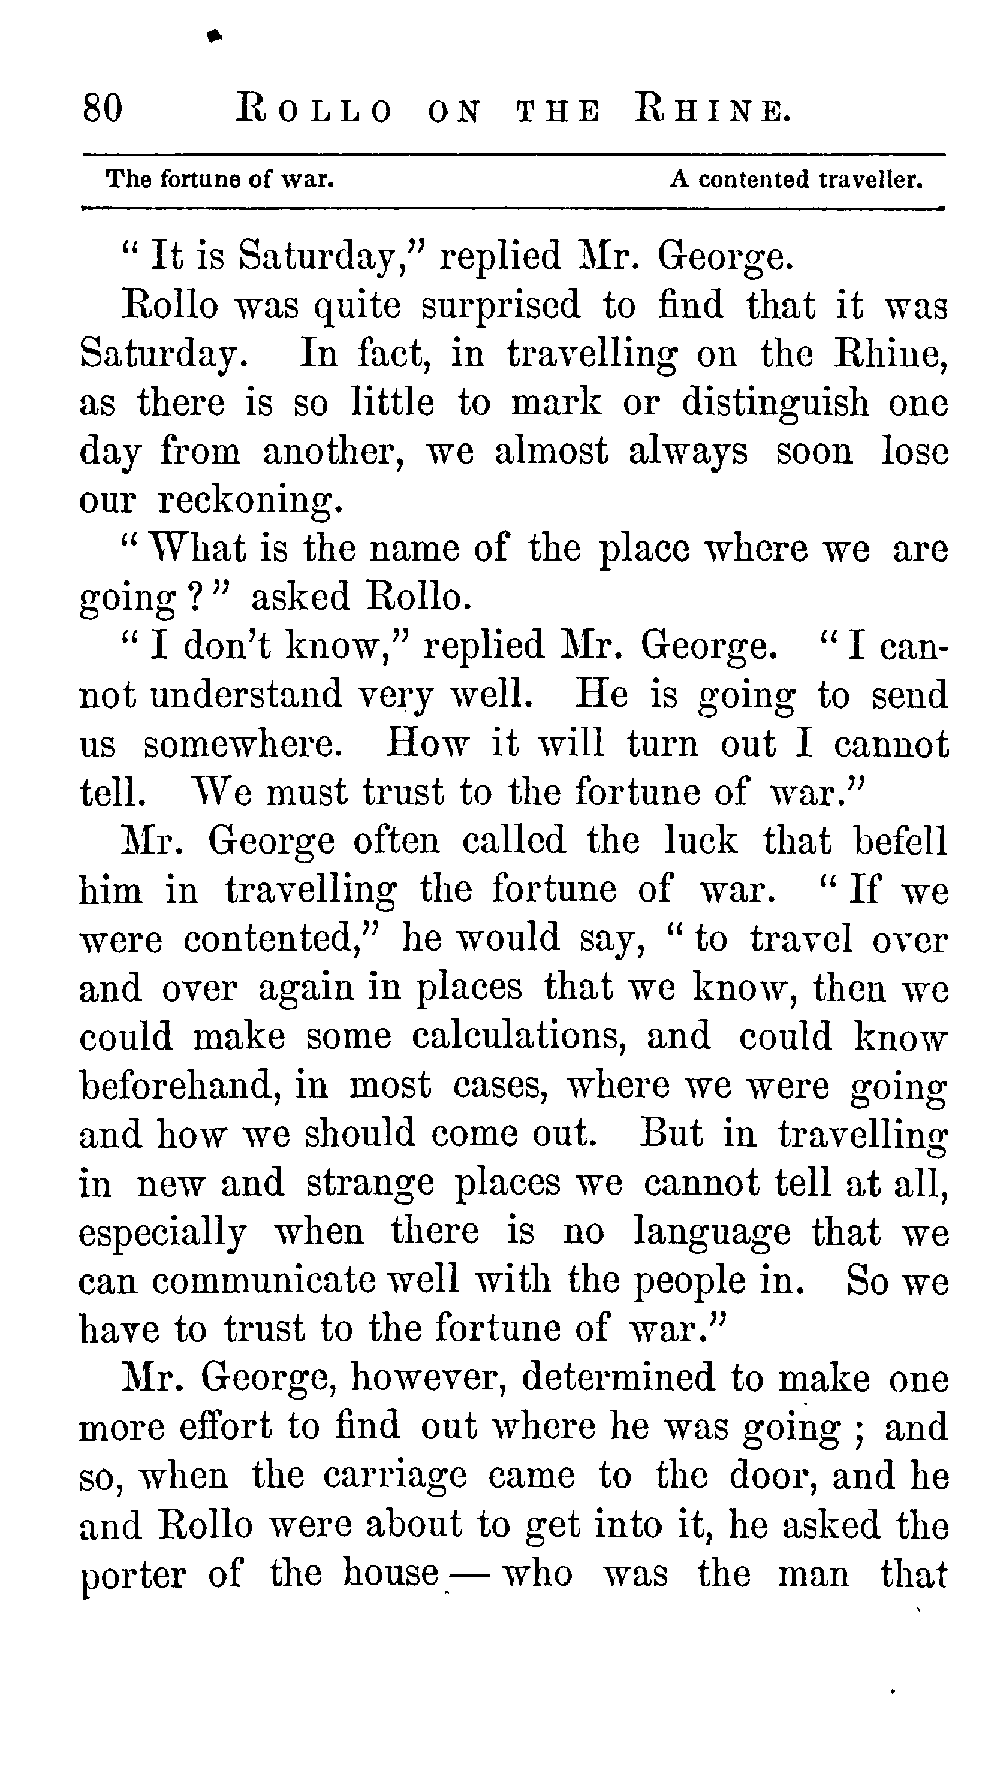 80 ROLLO ON THE RHINE.
The fortune of war. A contented traveller.
" It is Saturday," replied Mr. George.
Rollo was quite surprised to find that it was
Saturday. In fact, in travelling on the Rhine,
as there is so little to mark or distinguish one
day from another, we almost always soon lose
our reckoning.
" What is the name of the place where we are
going ? " asked Rollo.
" I don't know," replied Mr. George. " I can-
not understand very well. He is going to send
us somewhere. How it will turn out I cannot
tell. We must trust to the fortune of war."
Mr. George often called the luck that befell
him in travelling the fortune of war. " If we
were contented," he would say, " to travel over
and over again in places that we know, then we
could make some calculations, and could know
beforehand, in most cases, where we were going
and how we should come out. But in travelling
in new and strange places we cannot tell at all,
especially when there is no language that we
can communicate well with the people in. So we
have to trust to the fortune of war."
Mr. George, however, determined to make one
more effort to find out where he was going ; and
so, when the carriage came to the door, and he
and Rollo were about to get into it, he asked the
porter of the house — who was the man that